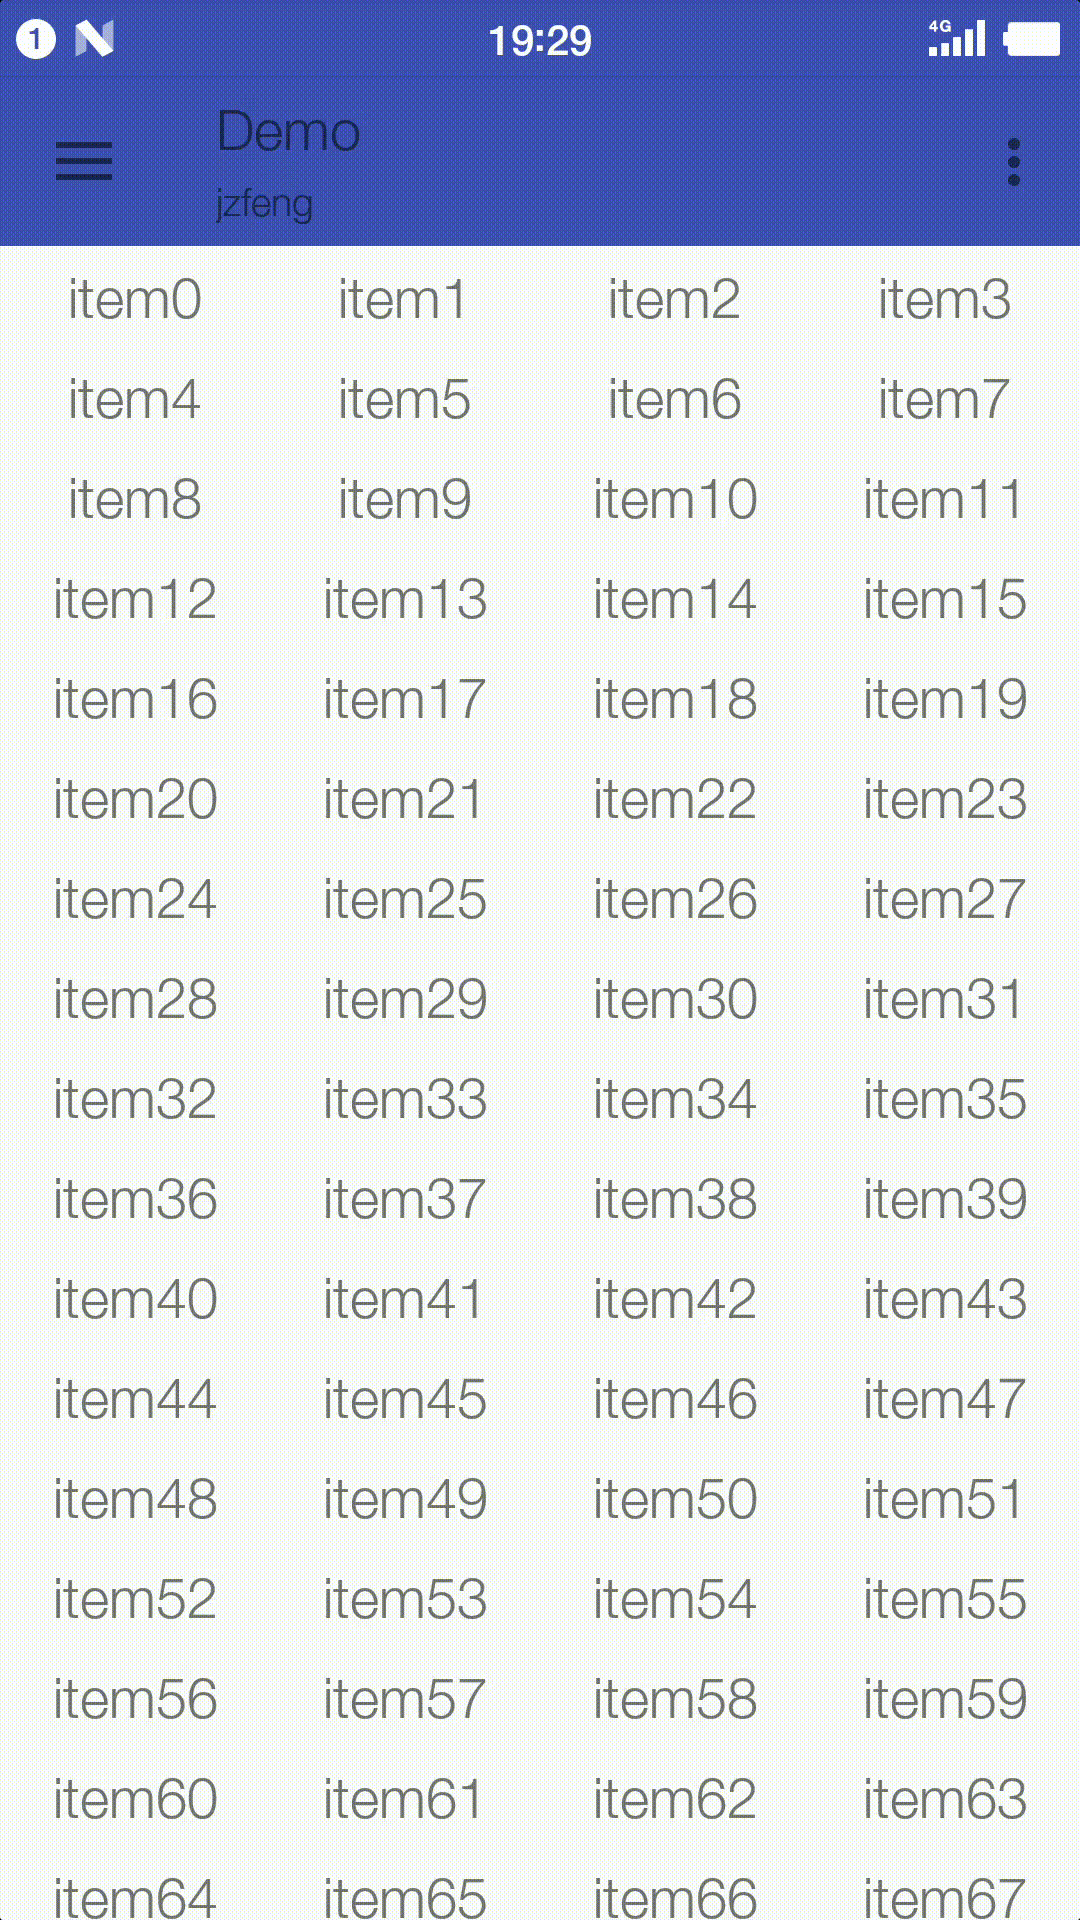 1 N 19:29 4G
Demo
jzfeng
item0 item1 item2 item3
item4 item5 item6 item7
item8 item9 item10 item11
item12 item13 item14 item15
item16 item17 item18 item19
item20 item21 item22 item23
item24 item25 item26 item27
item28 item29 item30 item31
item32 item33 item34 item35
item36 item37 item38 item39
item40 item41 item42 item43
item44 item45 item46 item47
item48 item49 item50 item51
item52 item53 item54 item55
item56 item57 item58 item59
item60 item61 item62 item63
item64 item65 item66 item67